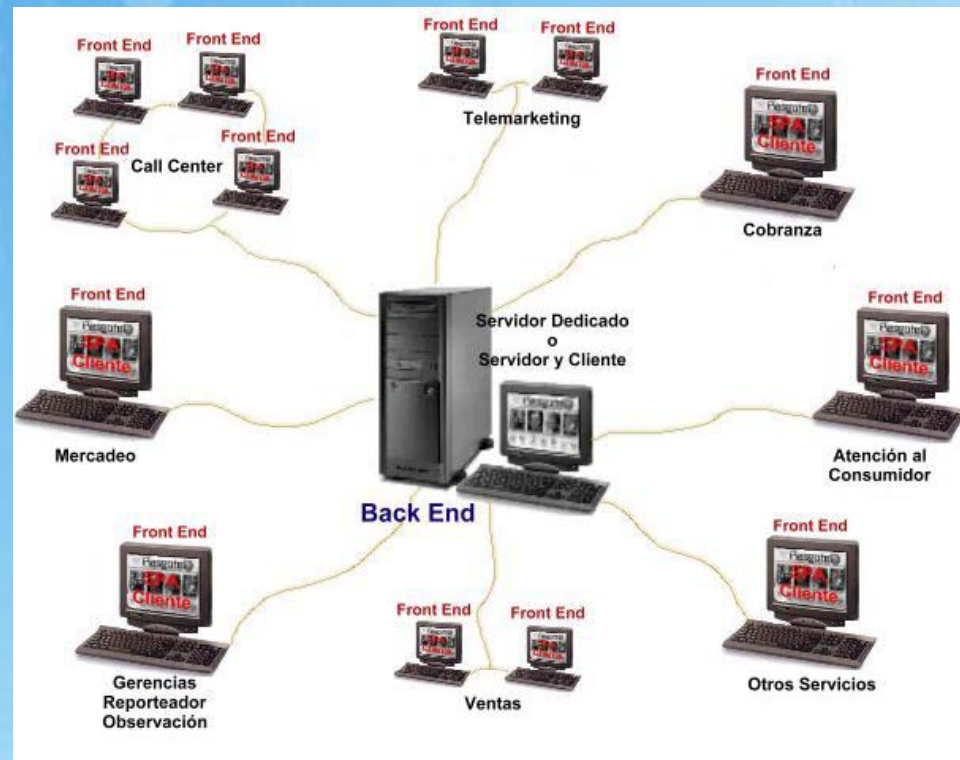 Front End
Front End
Front End
Front End
Call Center
Front End
Front End
Telemarketing
Front End
Cliente
Cobranza
Front End
Cliente
Mercadeo
Servidor Dedicado
o
Servidor y Cliente
Back End
Front End
Cliente
Atención al
Consumidor
Front End
Cliente
Gerencias
Reporteador
Observación
Front End
Front End
Ventas
Front End
Cliente
Otros Servicios